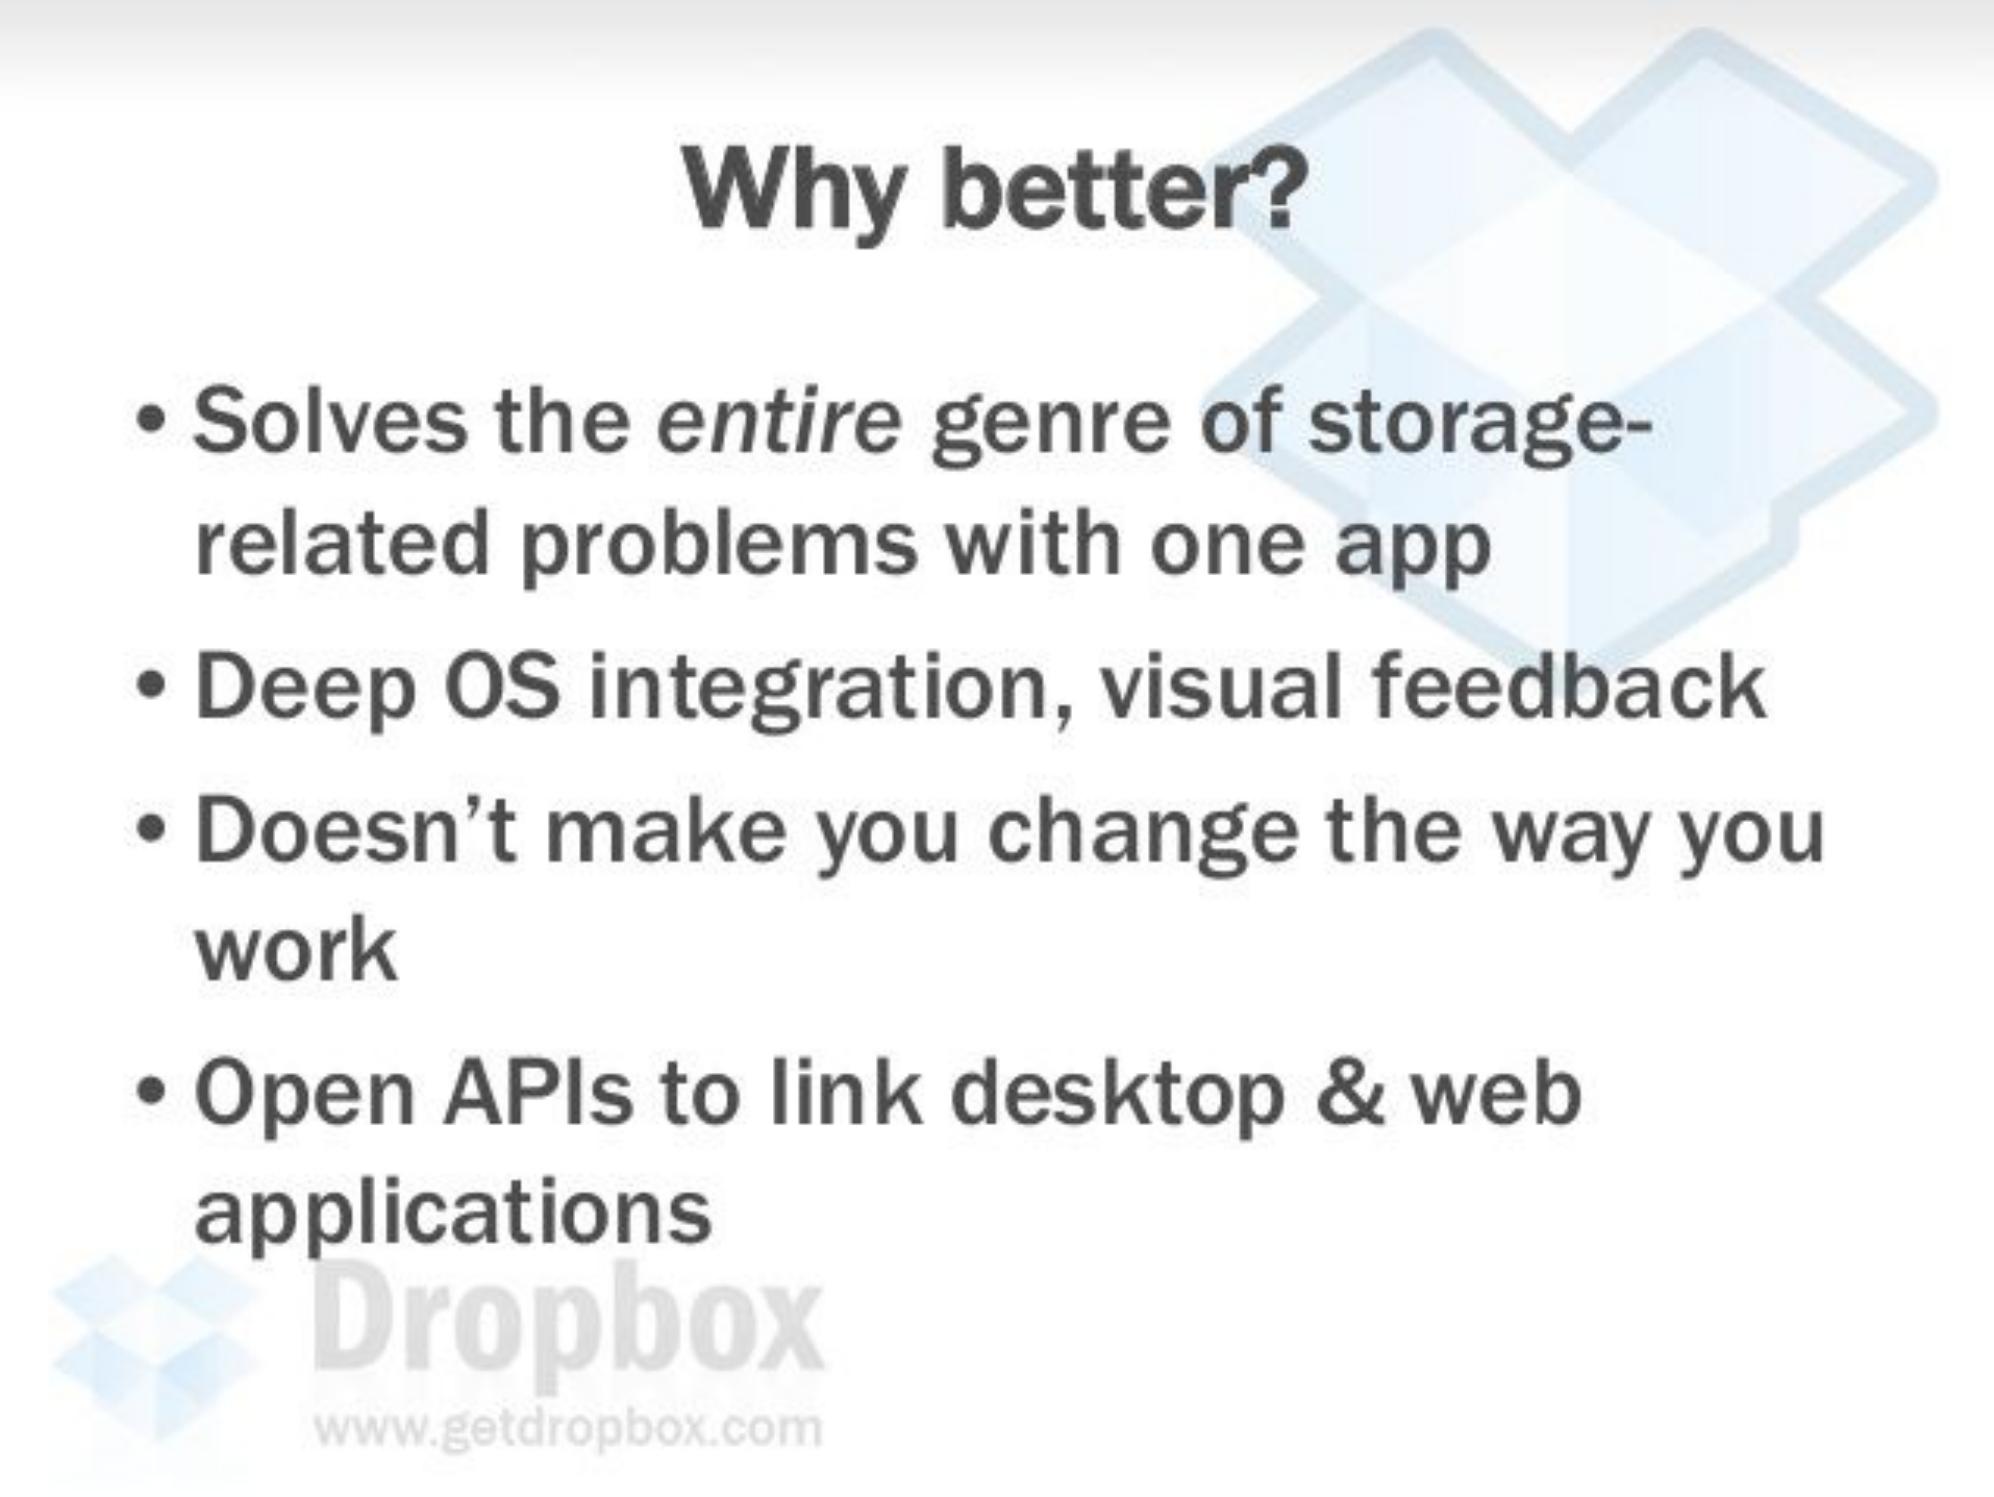 Why better?
• Solves the entire genre of storage-
related problems with one app
• Deep OS integration, visual feedback
• Doesn’t make you change the way you
work
• Open APIs to link desktop & web
applications
Dropbox
www.getdropbox.com